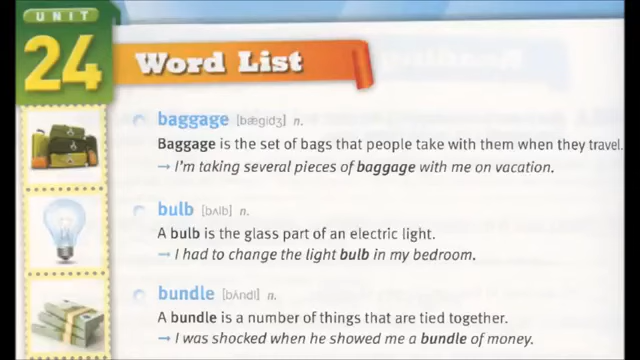 UNIT
24 Word List
baggage [bǽgidʒ] n.
Baggage is the set of bags that people take with them when they travel.
→ I'm taking several pieces of baggage with me on vacation.
bulb [bʌlb] n.
A bulb is the glass part of an electric light.
→ I had to change the light bulb in my bedroom.
bundle [bʌ́ndl] n.
A bundle is a number of things that are tied together.
→ I was shocked when he showed me a bundle of money.